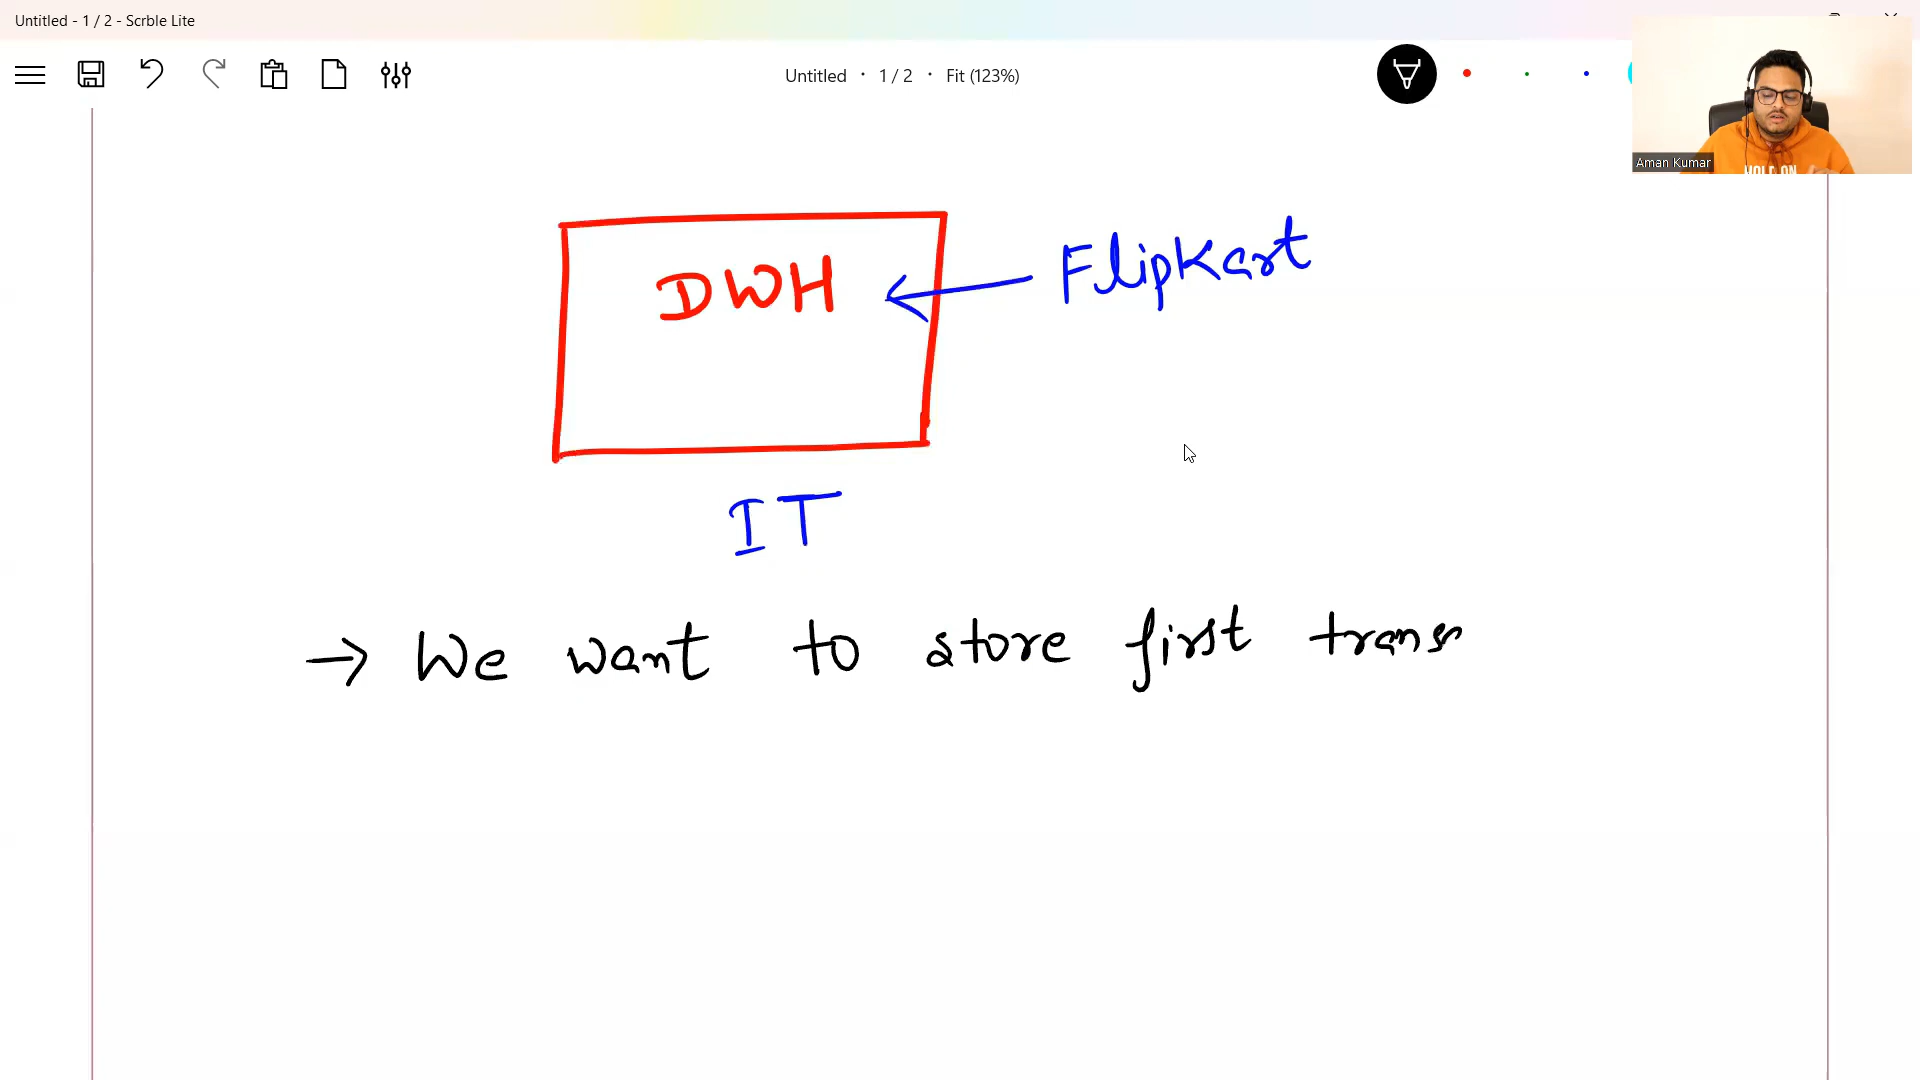 Untitled - 1 / 2 - Scrble Lite
Untitled • 1 / 2 • Fit (123%)
Aman Kumar
DWH
Flipkart
IT
→ We want to store first trans